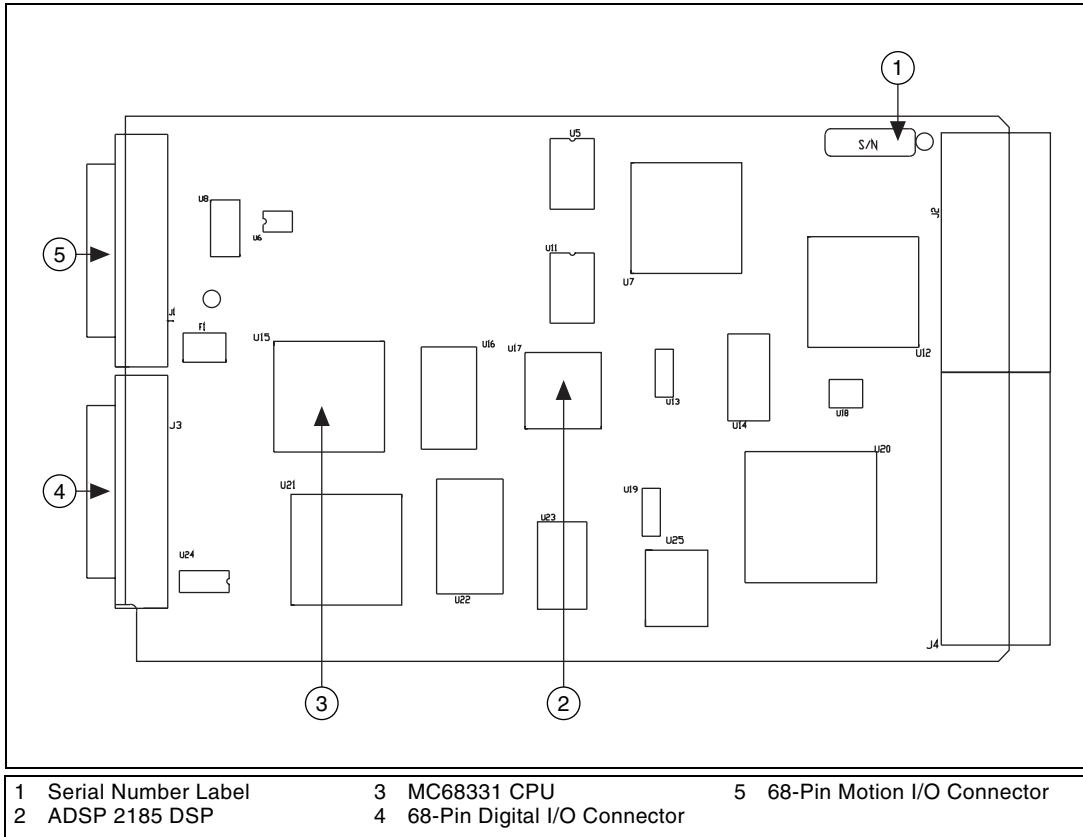 1
U5
S/N
J2
U8
U6
5
U11
U7
J1
F1
U15
U16
U17
U12
U13
U18
U14
J3
U20
4
U21
U19
U23
U25
U24
U22
J4
3
2
1 Serial Number Label
2 ADSP 2185 DSP
3 MC68331 CPU
4 68-Pin Digital I/O Connector
5 68-Pin Motion I/O Connector